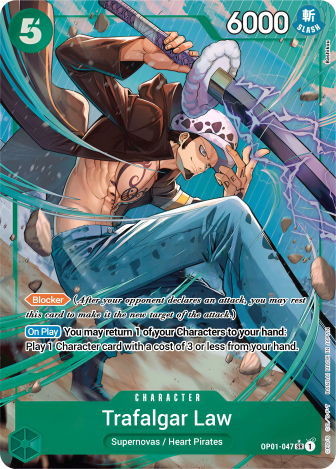 5
6000
斬
SLASH
Blocker (After your opponent declares an attack, you may rest
this card to make it the new target of the attack.)
On Play You may return 1 of your Characters to your hand:
Play 1 Character card with a cost of 3 or less from your hand.
CHARACTER
Trafalgar Law
Supernovas / Heart Pirates
OP01-047
1